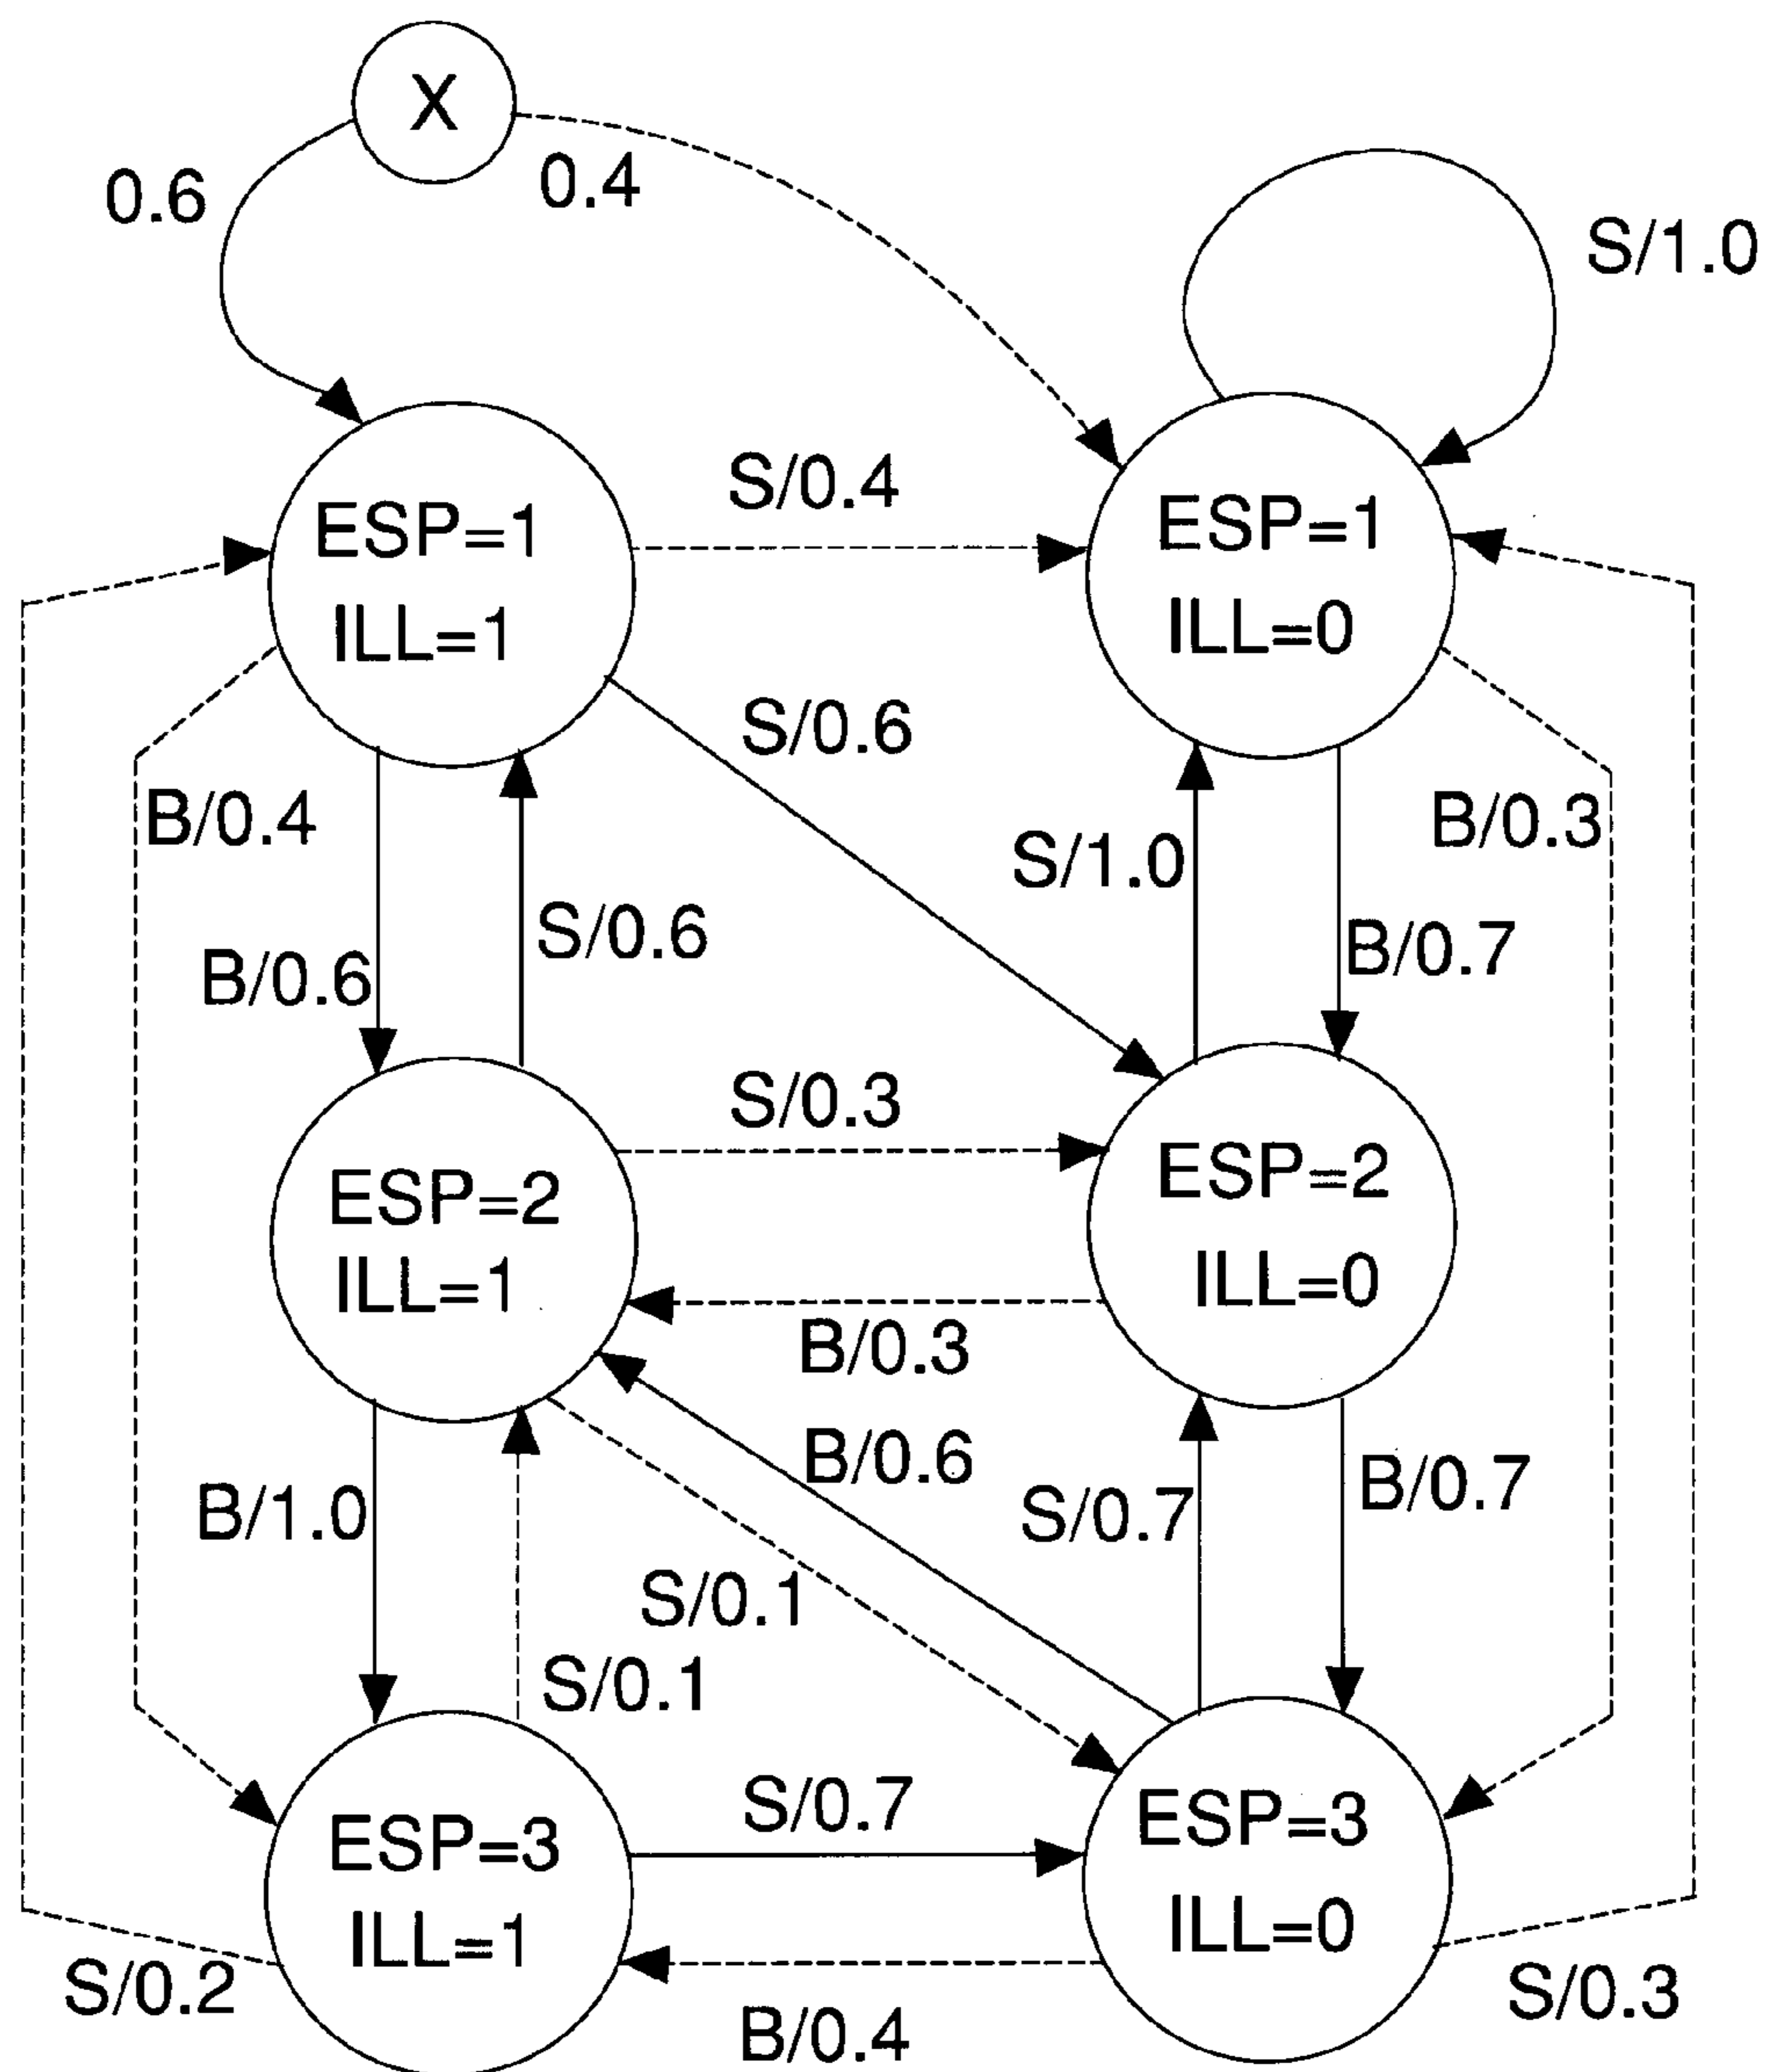 X
0.6
0.4
S/1.0
S/0.4
ESP=1
ILL=1
ESP=1
ILL=0
S/0.6
B/0.4
B/0.3
S/1.0
S/0.6
B/0.7
B/0.6
S/0.3
ESP=2
ILL=1
ESP=2
ILL=0
B/0.3
B/0.6
B/0.7
B/1.0
S/0.7
S/0.1
S/0.1
S/0.7
ESP=3
ILL=1
ESP=3
ILL=0
S/0.2
S/0.3
B/0.4